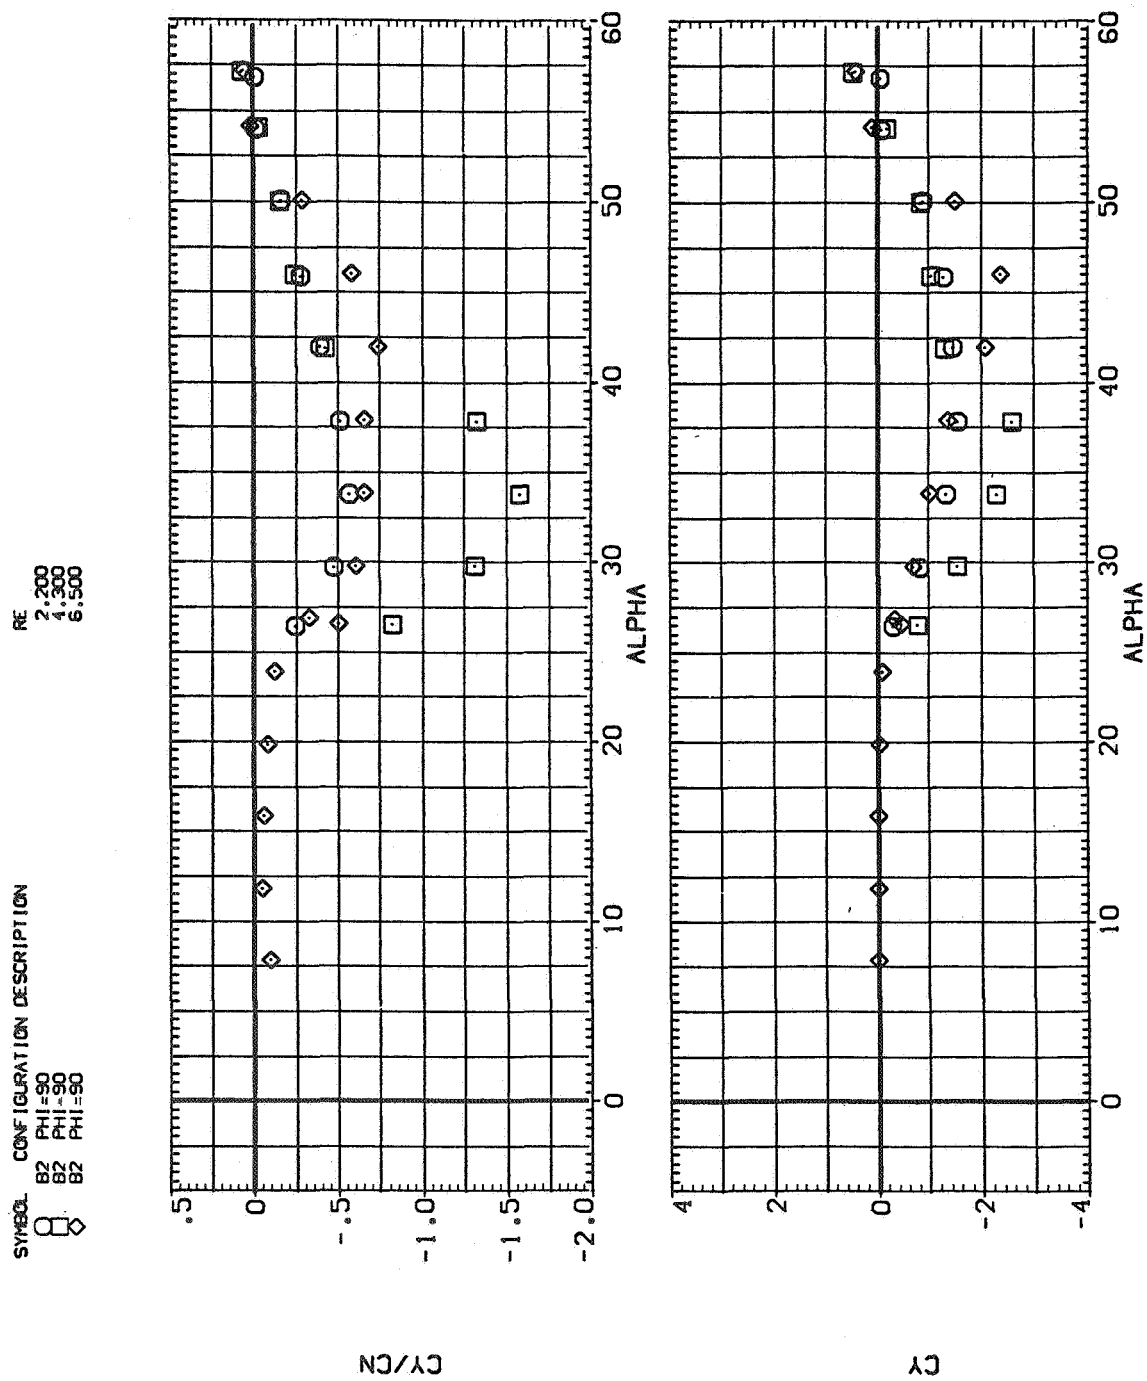 SYMBOL CONFIGURATION DESCRIPTION RE
B2 PHI=90 2.200
B2 PHI=90 4.300
B2 PHI=90 6.500
CY/CN
.5
0
-.5
-1.0
-1.5
-2.0
0 10 20 30 40 50 60
ALPHA
CY
4
2
0
-2
-4
0 10 20 30 40 50 60
ALPHA